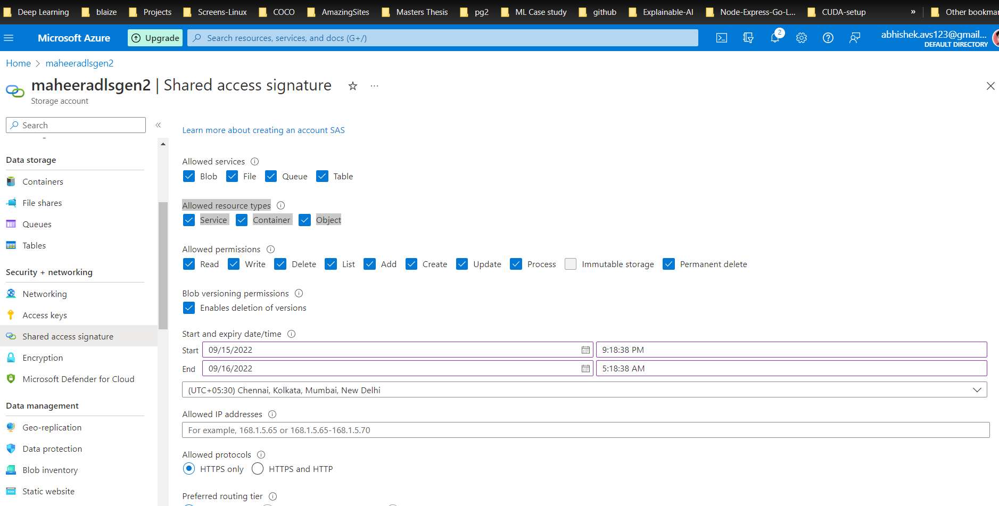 Deep Learning blaize Projects Screens-Linux COCO AmazingSites Masters Thesis pg2 ML Case study github Explainable-AI Node-Express-Go-L... CUDA-setup » Other bookmar
Microsoft Azure Upgrade Search resources, services, and docs (G+/) 2 abhishek.avs123@gmail...
DEFAULT DIRECTORY
Home > maheeradlsgen2
maheeradlsgen2 | Shared access signature ☆ ...
Storage account
Search «
Data storage
Containers
File shares
Queues
Tables
Security + networking
Networking
Access keys
Shared access signature
Encryption
Microsoft Defender for Cloud
Data management
Geo-replication
Data protection
Blob inventory
Static website
Learn more about creating an account SAS
Allowed services
Blob File Queue Table
Allowed resource types
Service Container Object
Allowed permissions
Read Write Delete List Add Create Update Process Immutable storage Permanent delete
Blob versioning permissions
Enables deletion of versions
Start and expiry date/time
Start 09/15/2022 9:18:38 PM
End 09/16/2022 5:18:38 AM
(UTC+05:30) Chennai, Kolkata, Mumbai, New Delhi
Allowed IP addresses
For example, 168.1.5.65 or 168.1.5.65-168.1.5.70
Allowed protocols
HTTPS only HTTPS and HTTP
Preferred routing tier